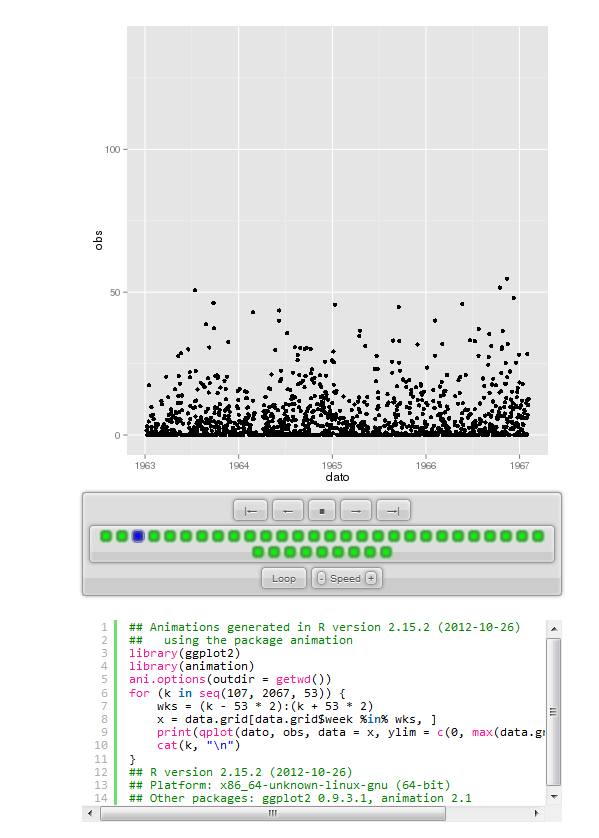 100
50
0
obs
1963 1964 1965 1966 1967
dato
|← ← ■ → →|
Loop - Speed +
1 ## Animations generated in R version 2.15.2 (2012-10-26)
2 ##   using the package animation
3 library(ggplot2)
4 library(animation)
5 ani.options(outdir = getwd())
6 for (k in seq(107, 2067, 53)) {
7     wks = (k - 53 * 2):(k + 53 * 2)
8     x = data.grid[data.grid$week %in% wks, ]
9     print(qplot(dato, obs, data = x, ylim = c(0, max(data.gr
10     cat(k, "\n")
11 }
12 ## R version 2.15.2 (2012-10-26)
13 ## Platform: x86_64-unknown-linux-gnu (64-bit)
14 ## Other packages: ggplot2 0.9.3.1, animation 2.1